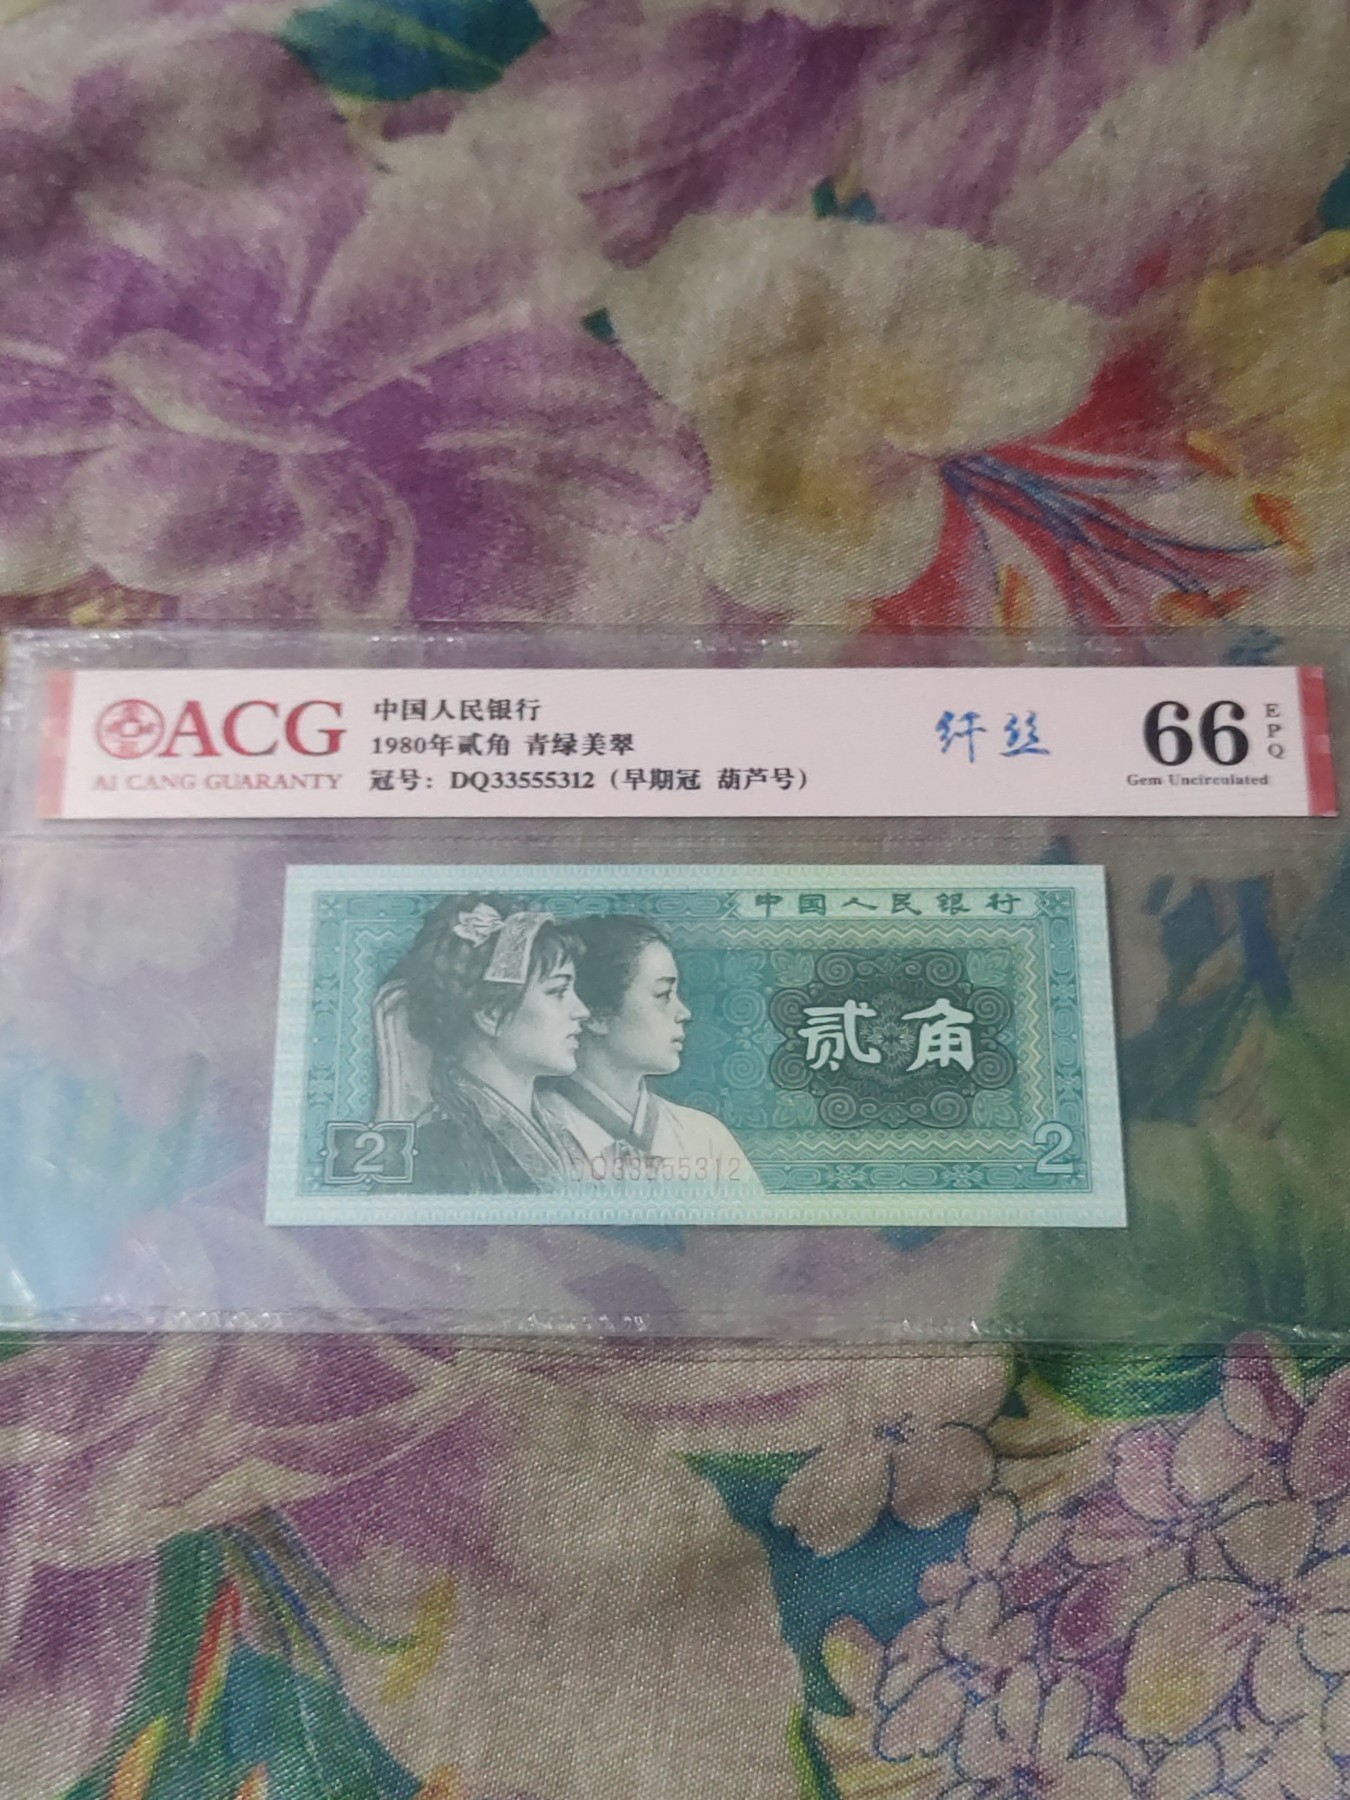 ACG
AI CANG GUARANTY
中国人民银行
1980年贰角 青绿美翠
冠号：DQ33555312（早期冠 葫芦号）
纤丝
66
EPQ
Gem Uncirculated
中国人民银行
贰角
2
2
DQ33555312